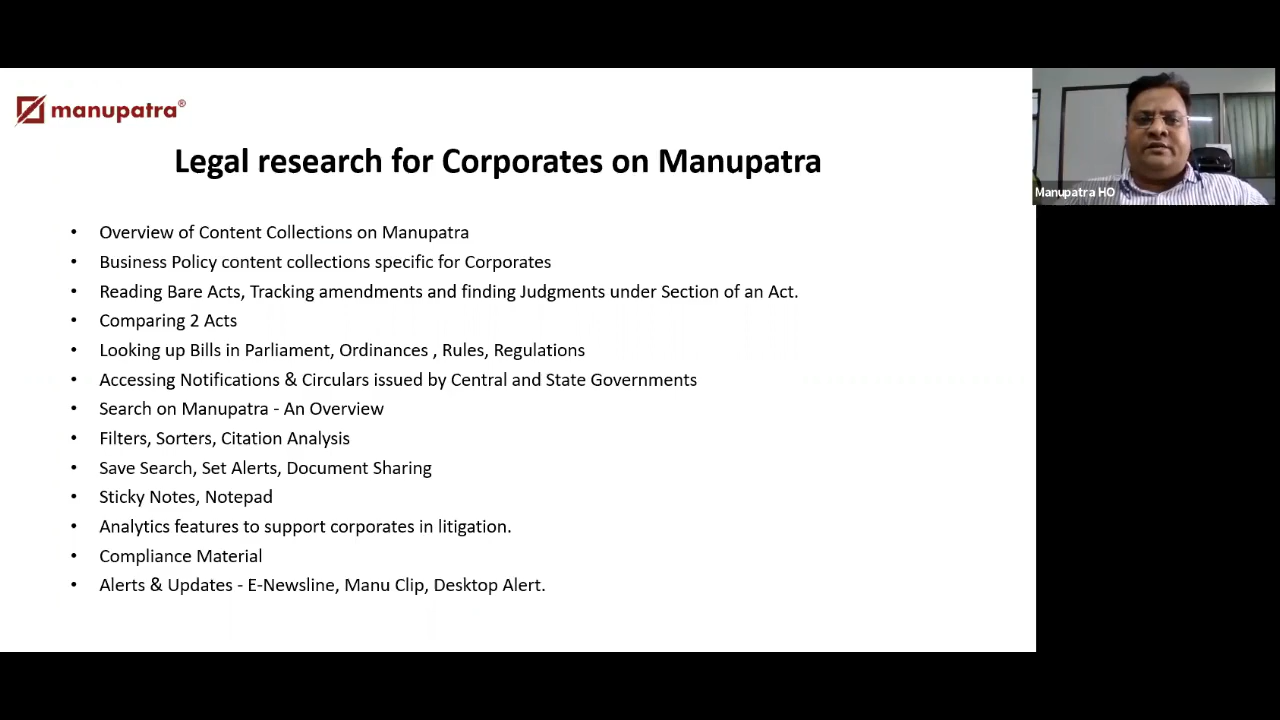 manupatra®
Legal research for Corporates on Manupatra
Manupatra HO
• Overview of Content Collections on Manupatra
• Business Policy content collections specific for Corporates
• Reading Bare Acts, Tracking amendments and finding Judgments under Section of an Act.
• Comparing 2 Acts
• Looking up Bills in Parliament, Ordinances , Rules, Regulations
• Accessing Notifications & Circulars issued by Central and State Governments
• Search on Manupatra - An Overview
• Filters, Sorters, Citation Analysis
• Save Search, Set Alerts, Document Sharing
• Sticky Notes, Notepad
• Analytics features to support corporates in litigation.
• Compliance Material
• Alerts & Updates - E-Newsline, Manu Clip, Desktop Alert.